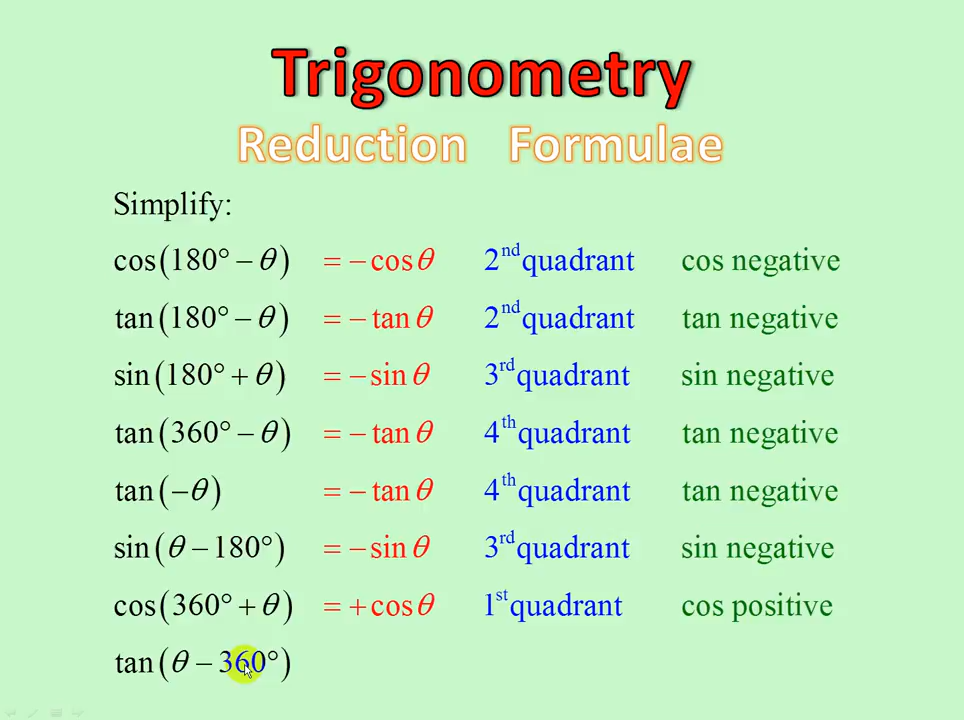 Trigonometry
Reduction Formulae
Simplify:
cos(180° − θ) = − cos θ 2nd quadrant cos negative
tan(180° − θ) = − tan θ 2nd quadrant tan negative
sin(180° + θ) = − sin θ 3rd quadrant sin negative
tan(360° − θ) = − tan θ 4th quadrant tan negative
tan(−θ) = − tan θ 4th quadrant tan negative
sin(θ − 180°) = − sin θ 3rd quadrant sin negative
cos(360° + θ) = + cos θ 1st quadrant cos positive
tan(θ − 360°)